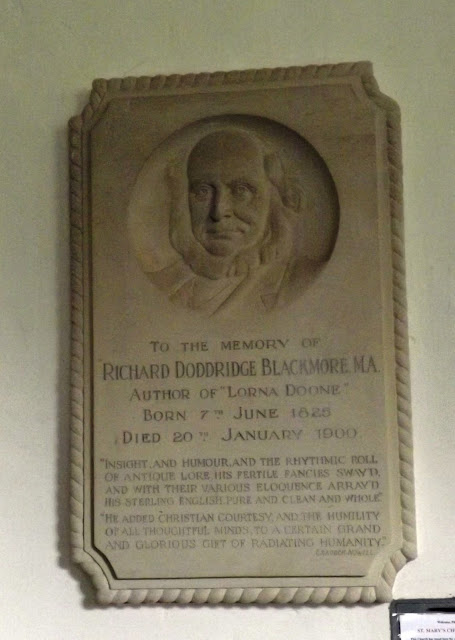 TO THE MEMORY OF
RICHARD DODDRIDGE BLACKMORE, M.A.
AUTHOR OF "LORNA DOONE"
BORN 7TH JUNE 1825
DIED 20TH JANUARY 1900
"INSIGHT, AND HUMOUR, AND THE RHYTHMIC ROLL
OF ANTIQUE LORE HIS FERTILE FANCIES SWAY'D,
AND WITH THEIR VARIOUS ELOQUENCE ARRAY'D
HIS STERLING ENGLISH, PURE AND CLEAN AND WHOLE"
"HE ADDED CHRISTIAN COURTESY, AND THE HUMILITY
OF ALL THOUGHTFUL MINDS, TO A CERTAIN GRAND
AND GLORIOUS GIFT OF RADIATING HUMANITY."
ST. MARY'S CH